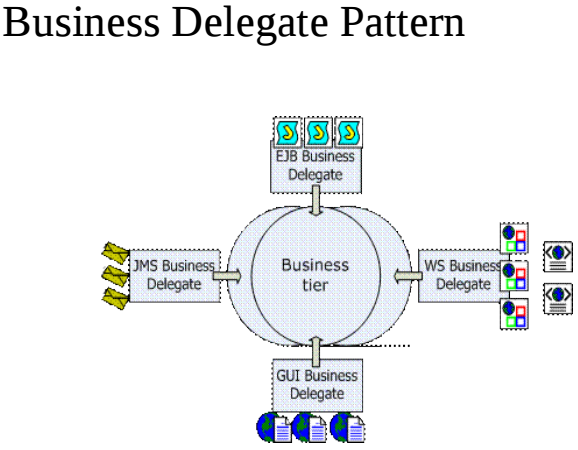 Business Delegate Pattern
EJB Business
Delegate
JMS Business
Delegate
Business
tier
WS Business
Delegate
GUI Business
Delegate